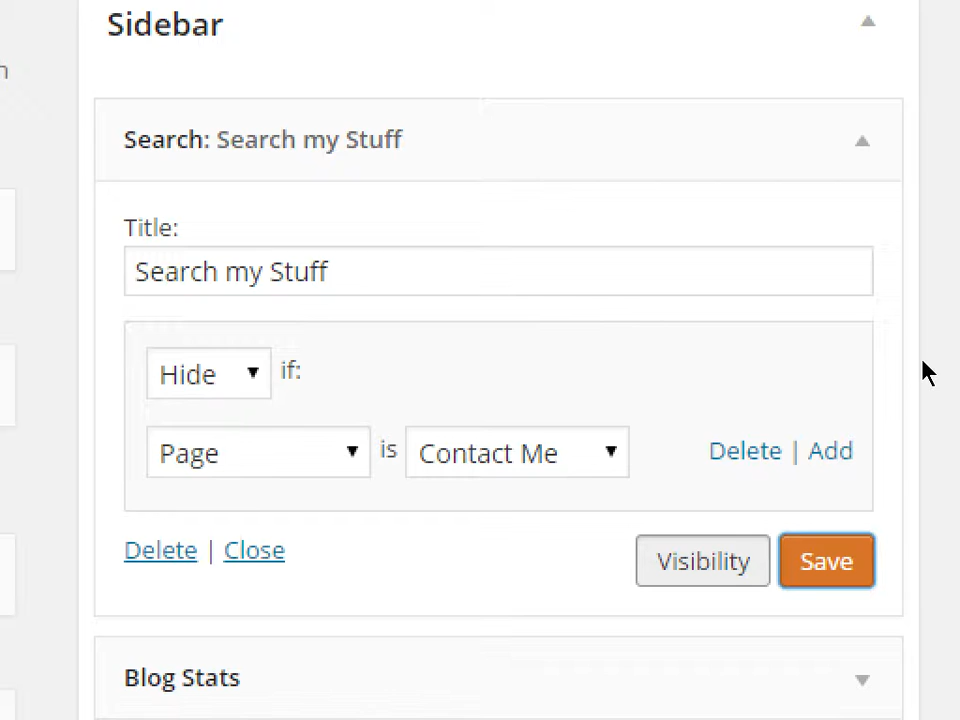 Sidebar
n
Search: Search my Stuff
Title:
Search my Stuff
Hide if:
Page is Contact Me Delete | Add
Delete | Close Visibility Save
Blog Stats